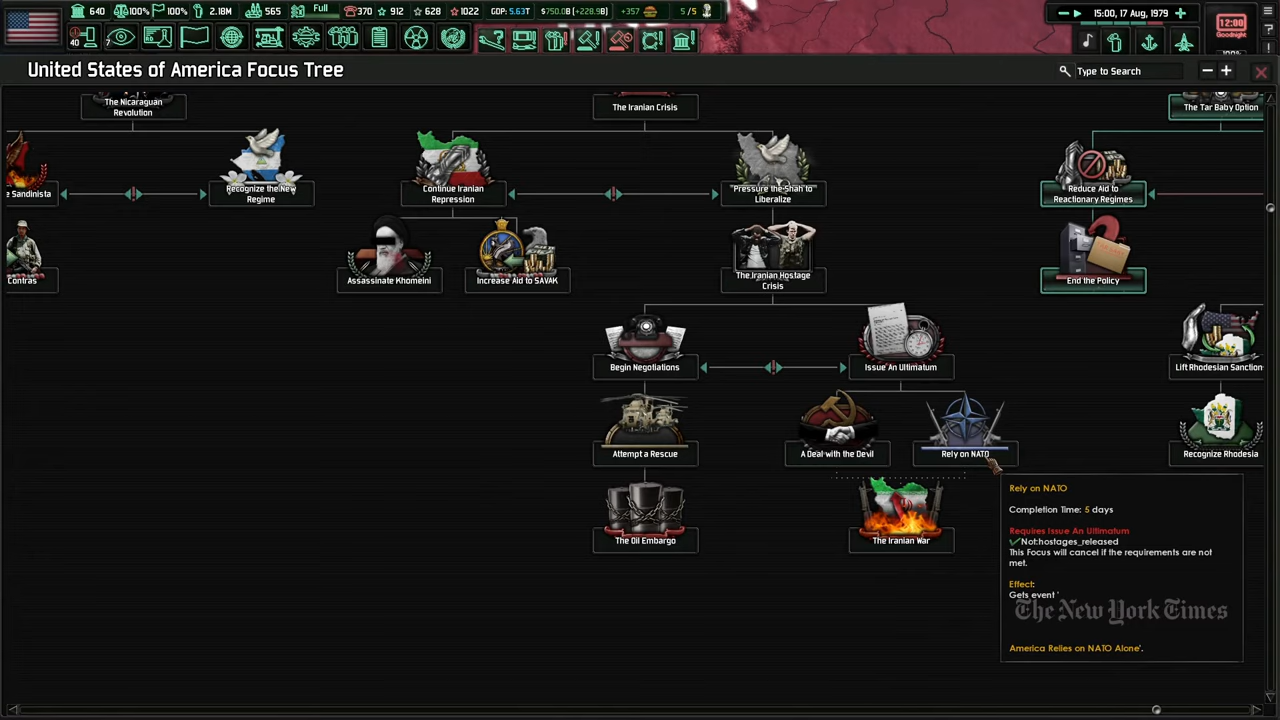 640 100% 100% 2.18M 565 Full 370 912 628 1022 GDP: 5.63T $750.0B (+228.9B) +357 5/5
15:00, 17 Aug, 1979
12:00
Goodnight
40
7
100%
United States of America Focus Tree
Type to Search
The Nicaraguan
Revolution
The Iranian Crisis
The Tar Baby Option
e Sandinista
Recognize the New
Regime
Continue Iranian
Repression
Pressure the Shah to
Liberalize
Reduce Aid to
Reactionary Regimes
Contras
Assassinate Khomeini
Increase Aid to SAVAK
The Iranian Hostage
Crisis
End the Policy
Begin Negotiations
Issue An Ultimatum
Lift Rhodesian Sanction
Attempt a Rescue
A Deal with the Devil
Rely on NATO
Recognize Rhodesia
The Oil Embargo
The Iranian War
Rely on NATO
Completion Time: 5 days
Requires Issue An Ultimatum
Not:hostages_released
This Focus will cancel if the requirements are not
met.
Effect:
Gets event '
The New York Times
America Relies on NATO Alone'.